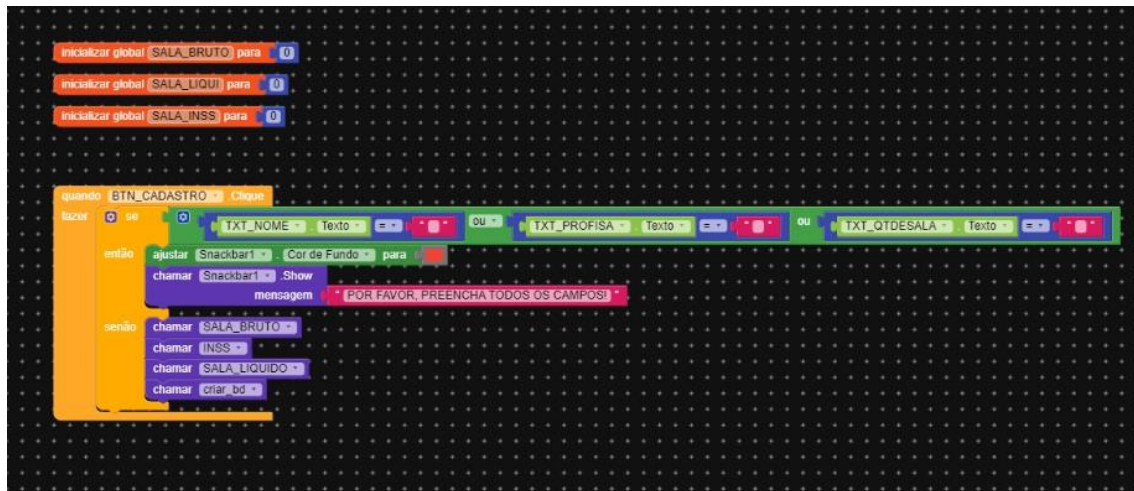 inicializar global SALA_BRUTO para 0
inicializar global SALA_LIQUI para 0
inicializar global SALA_INSS para 0
quando BTN_CADASTRO . Clique
fazer se TXT_NOME . Texto = " " ou TXT_PROFISA . Texto = " " ou TXT_QTDESALA . Texto = " "
então ajustar Snackbar1 . Cor de Fundo para
chamar Snackbar1 .Show
mensagem " POR FAVOR, PREENCHA TODOS OS CAMPOS! "
senão chamar SALA_BRUTO
chamar INSS
chamar SALA_LIQUIDO
chamar criar_bd